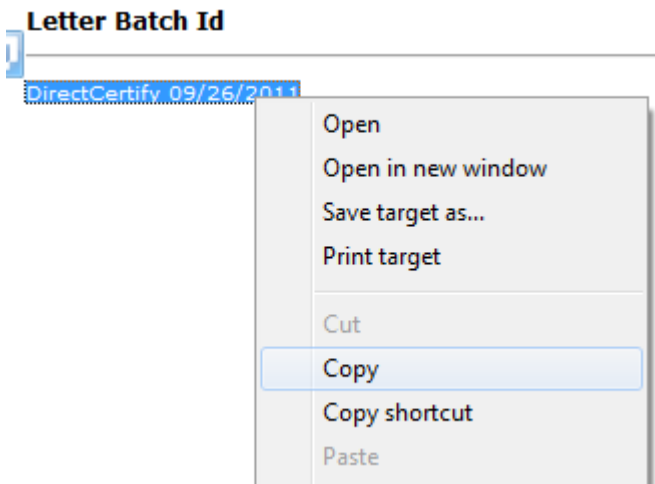 Letter Batch Id
DirectCertify 09/26/2011
Open
Open in new window
Save target as...
Print target
Cut
Copy
Copy shortcut
Paste